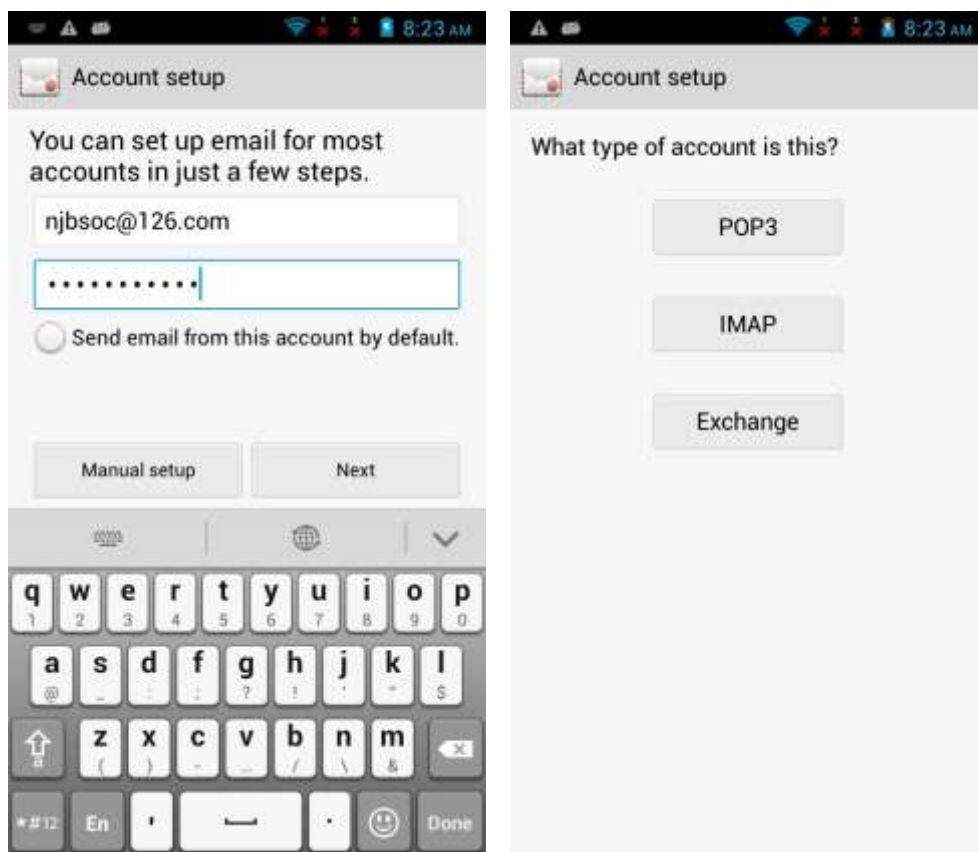 8:23 AM
Account setup
You can set up email for most
accounts in just a few steps.
njbsoc@126.com
•••••••••••
Send email from this account by default.
Manual setup
Next
q w e r t y u i o p
1 2 3 4 5 6 7 8 9 0
a s d f g h j k l
@ _ : ; ? ! ' " $
a
z x c v b n m
( ) - _ / \ &
*#12 En ' . Done
8:23 AM
Account setup
What type of account is this?
POP3
IMAP
Exchange